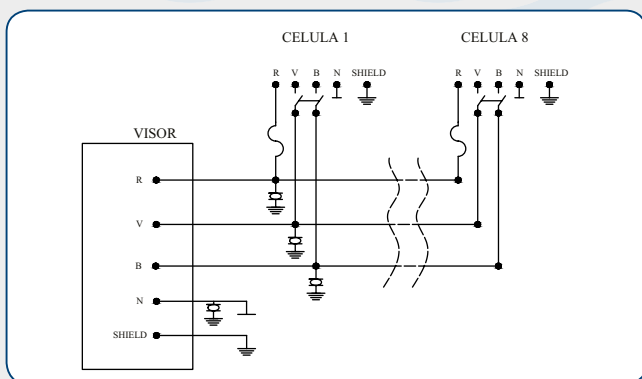 CELULA 1
CELULA 8
R V B N SHIELD
R V B N SHIELD
VISOR
R
V
B
N
SHIELD